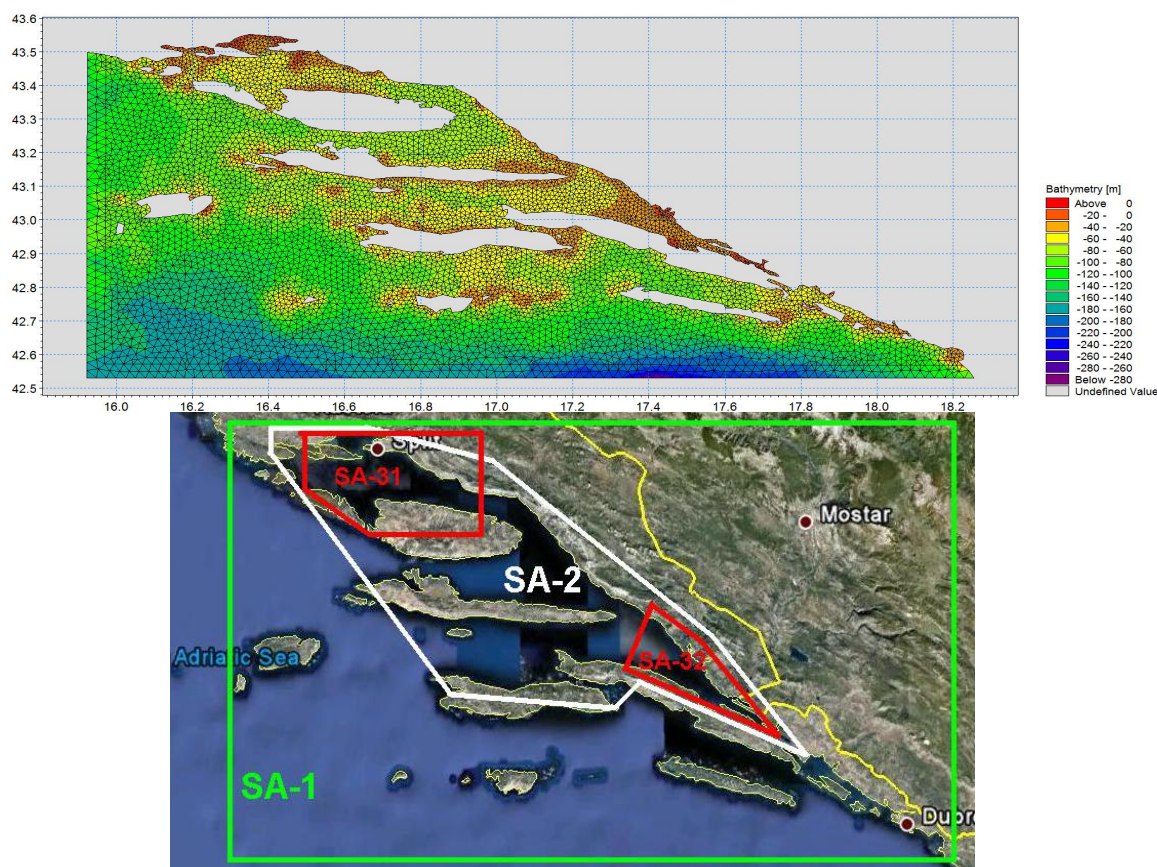 43.6
43.5
43.4
43.3
43.2
43.1
43.0
42.9
42.8
42.7
42.6
42.5
16.0 16.2 16.4 16.6 16.8 17.0 17.2 17.4 17.6 17.8 18.0 18.2
Bathymetry [m]
Above 0
-20 - 0
-40 - -20
-60 - -40
-80 - -60
-100 - -80
-120 - -100
-140 - -120
-160 - -140
-180 - -160
-200 - -180
-220 - -200
-240 - -220
-260 - -240
-280 - -260
Below -280
Undefined Value
Split
SA-31
Mostar
SA-2
Adriatic Sea
SA-32
SA-1
Dubro